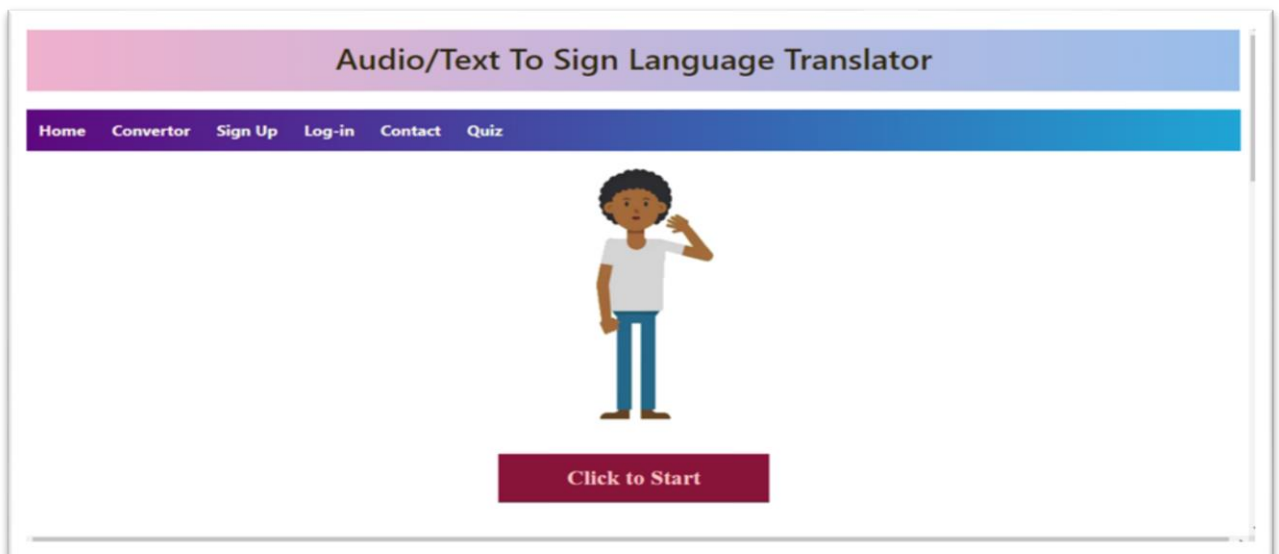 Audio/Text To Sign Language Translator
Home Convertor Sign Up Log-in Contact Quiz
Click to Start